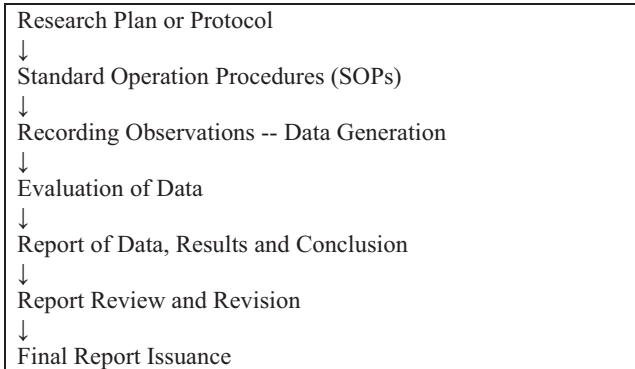 Research Plan or Protocol
↓
Standard Operation Procedures (SOPs)
↓
Recording Observations -- Data Generation
↓
Evaluation of Data
↓
Report of Data, Results and Conclusion
↓
Report Review and Revision
↓
Final Report Issuance